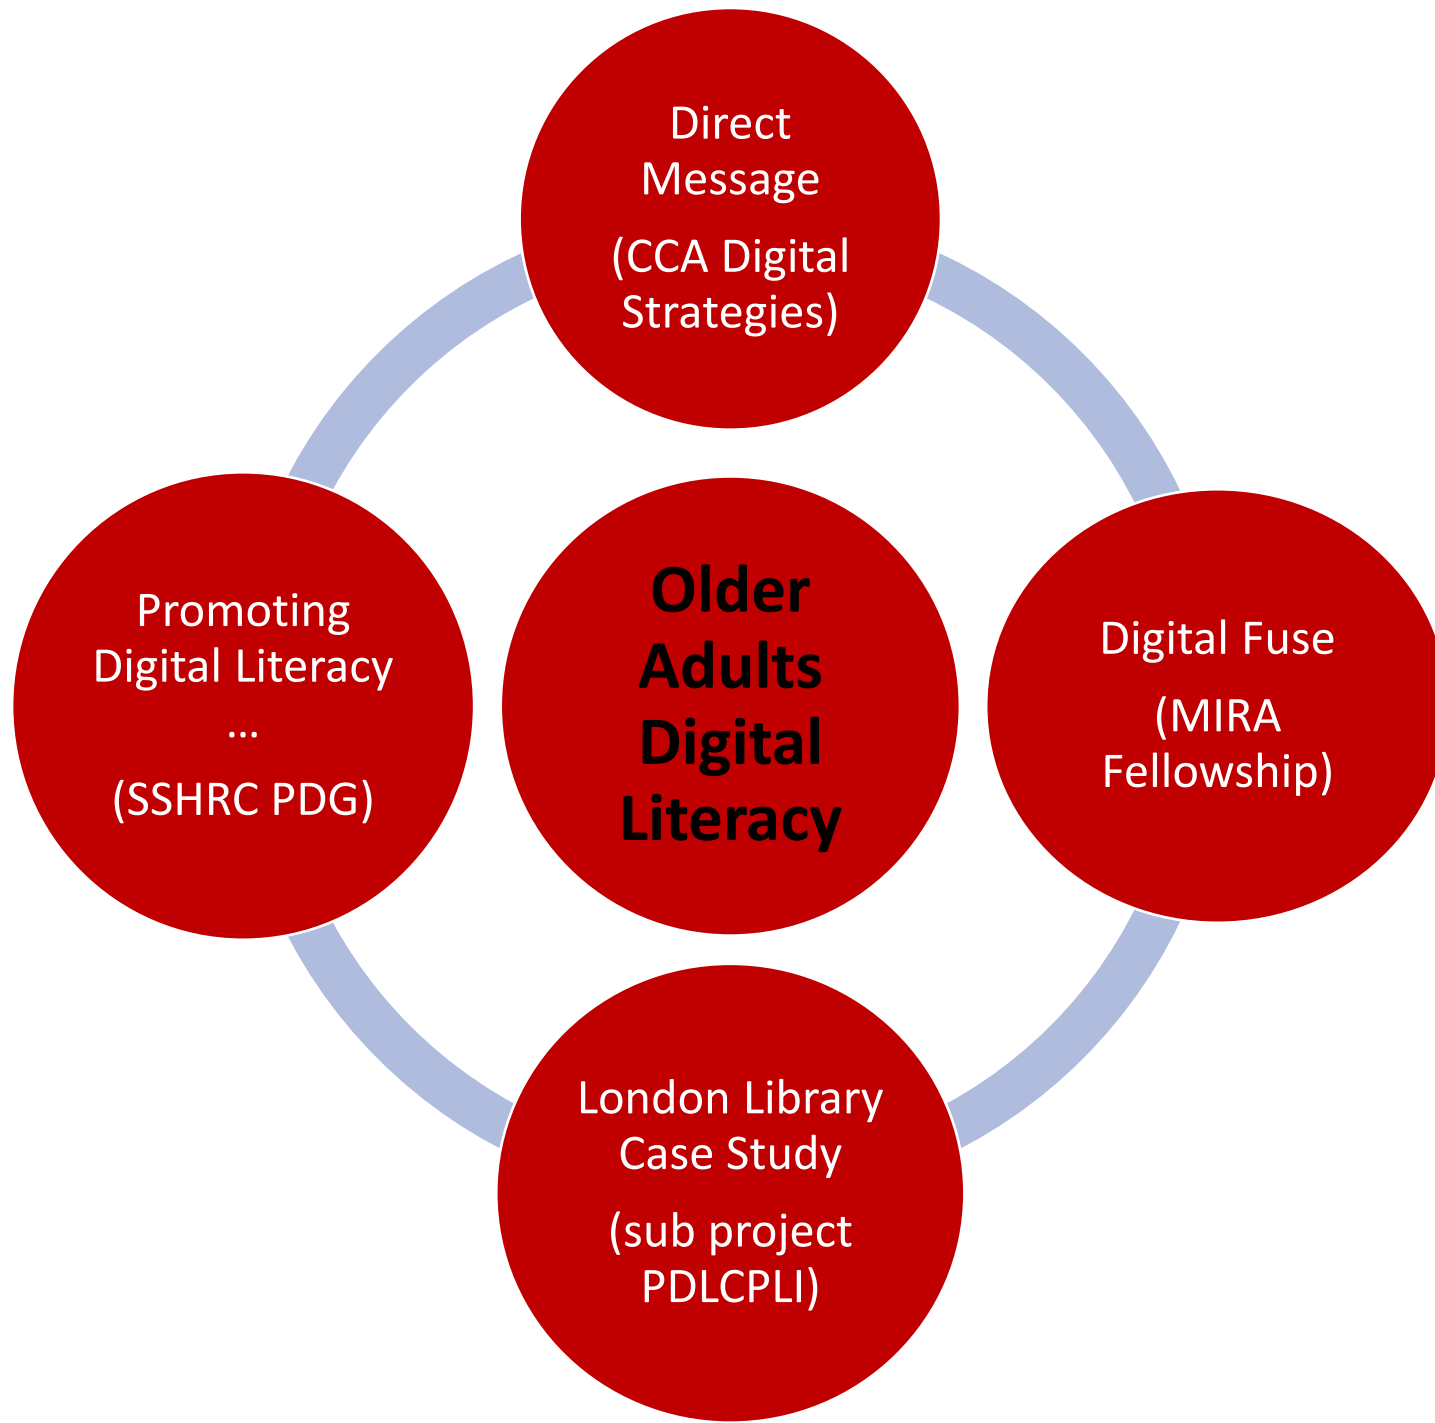 Direct
Message
(CCA Digital
Strategies)
Promoting
Digital Literacy
...
(SSHRC PDG)
Older
Adults
Digital
Literacy
Digital Fuse
(MIRA
Fellowship)
London Library
Case Study
(sub project
PDLCPLI)